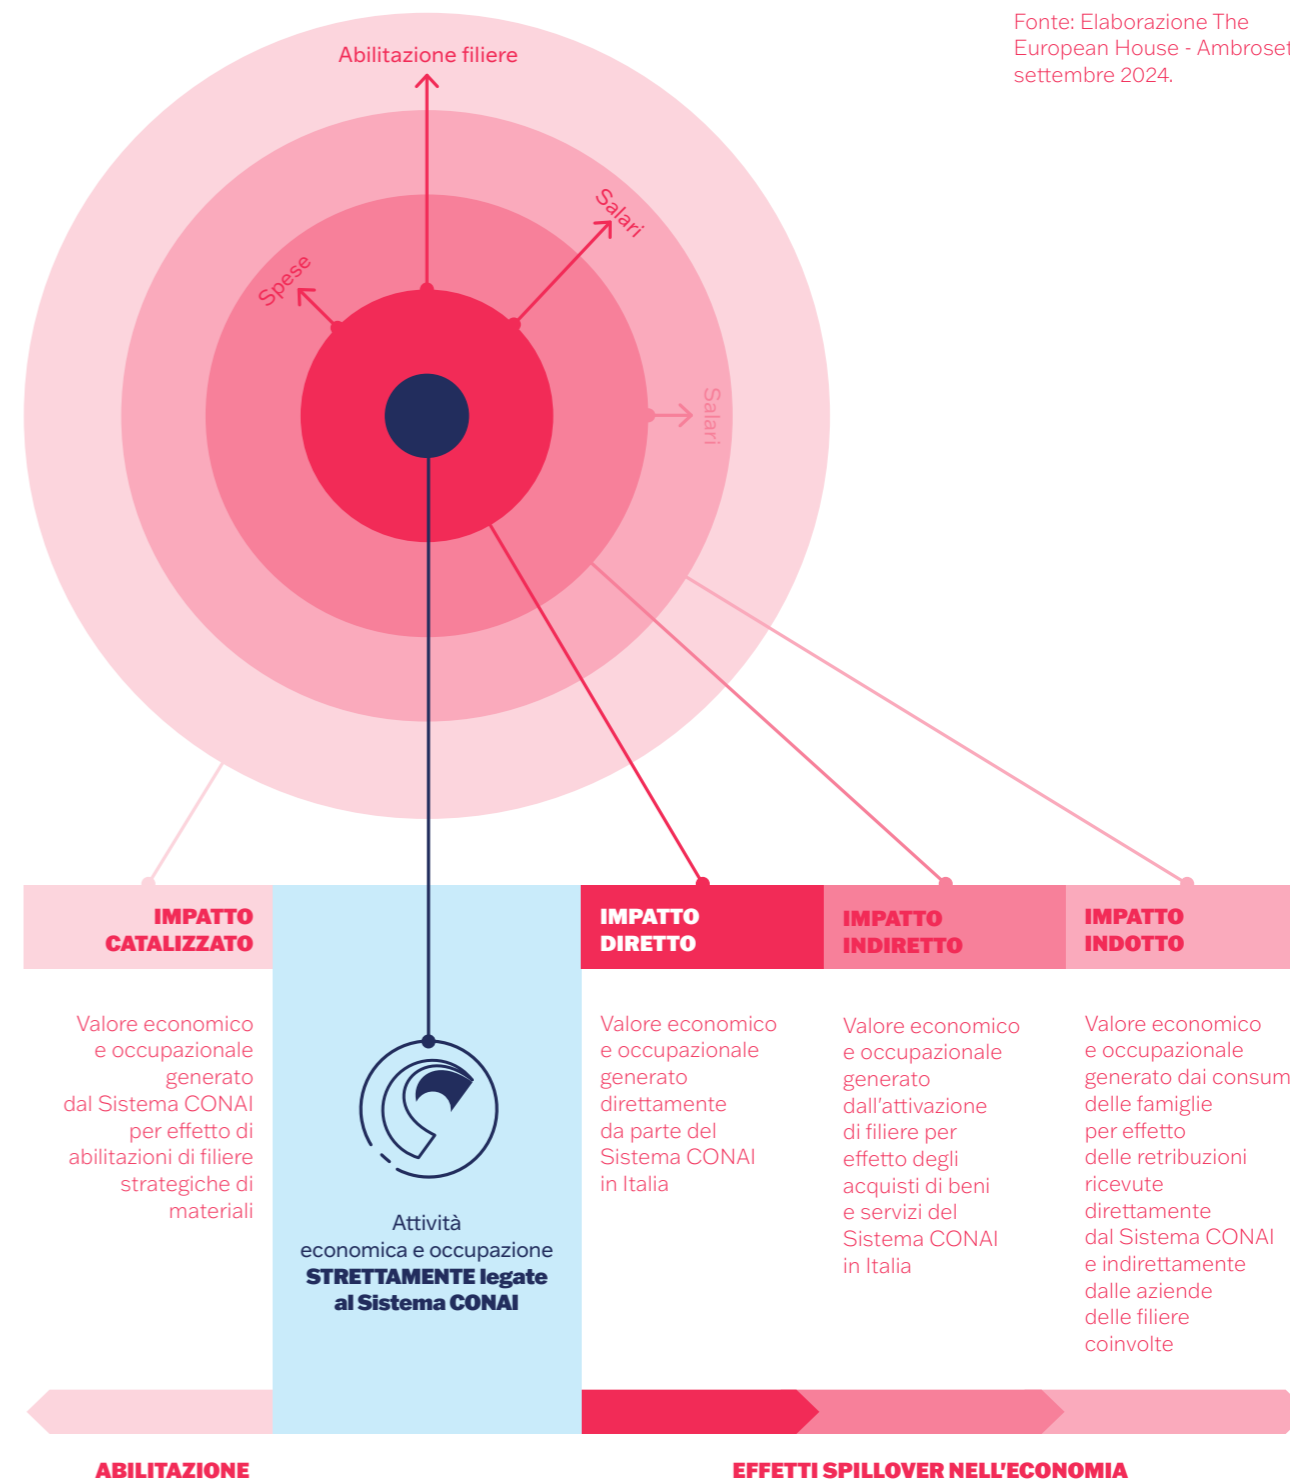 Fonte: Elaborazione The
European House - Ambroset
settembre 2024.
Abilitazione filiere
Salari
Spese
Salari
IMPATTO
CATALIZZATO
Valore economico
e occupazionale
generato
dal Sistema CONAI
per effetto di
abilitazioni di filiere
strategiche di
materiali
Attività
economica e occupazione
STRETTAMENTE legate
al Sistema CONAI
IMPATTO
DIRETTO
Valore economico
e occupazionale
generato
direttamente
da parte del
Sistema CONAI
in Italia
IMPATTO
INDIRETTO
Valore economico
e occupazionale
generato
dall'attivazione
di filiere per
effetto degli
acquisti di beni
e servizi del
Sistema CONAI
in Italia
IMPATTO
INDOTTO
Valore economico
e occupazionale
generato dai consum
delle famiglie
per effetto
delle retribuzioni
ricevute
direttamente
dal Sistema CONAI
e indirettamente
dalle aziende
delle filiere
coinvolte
ABILITAZIONE
EFFETTI SPILLOVER NELL'ECONOMIA